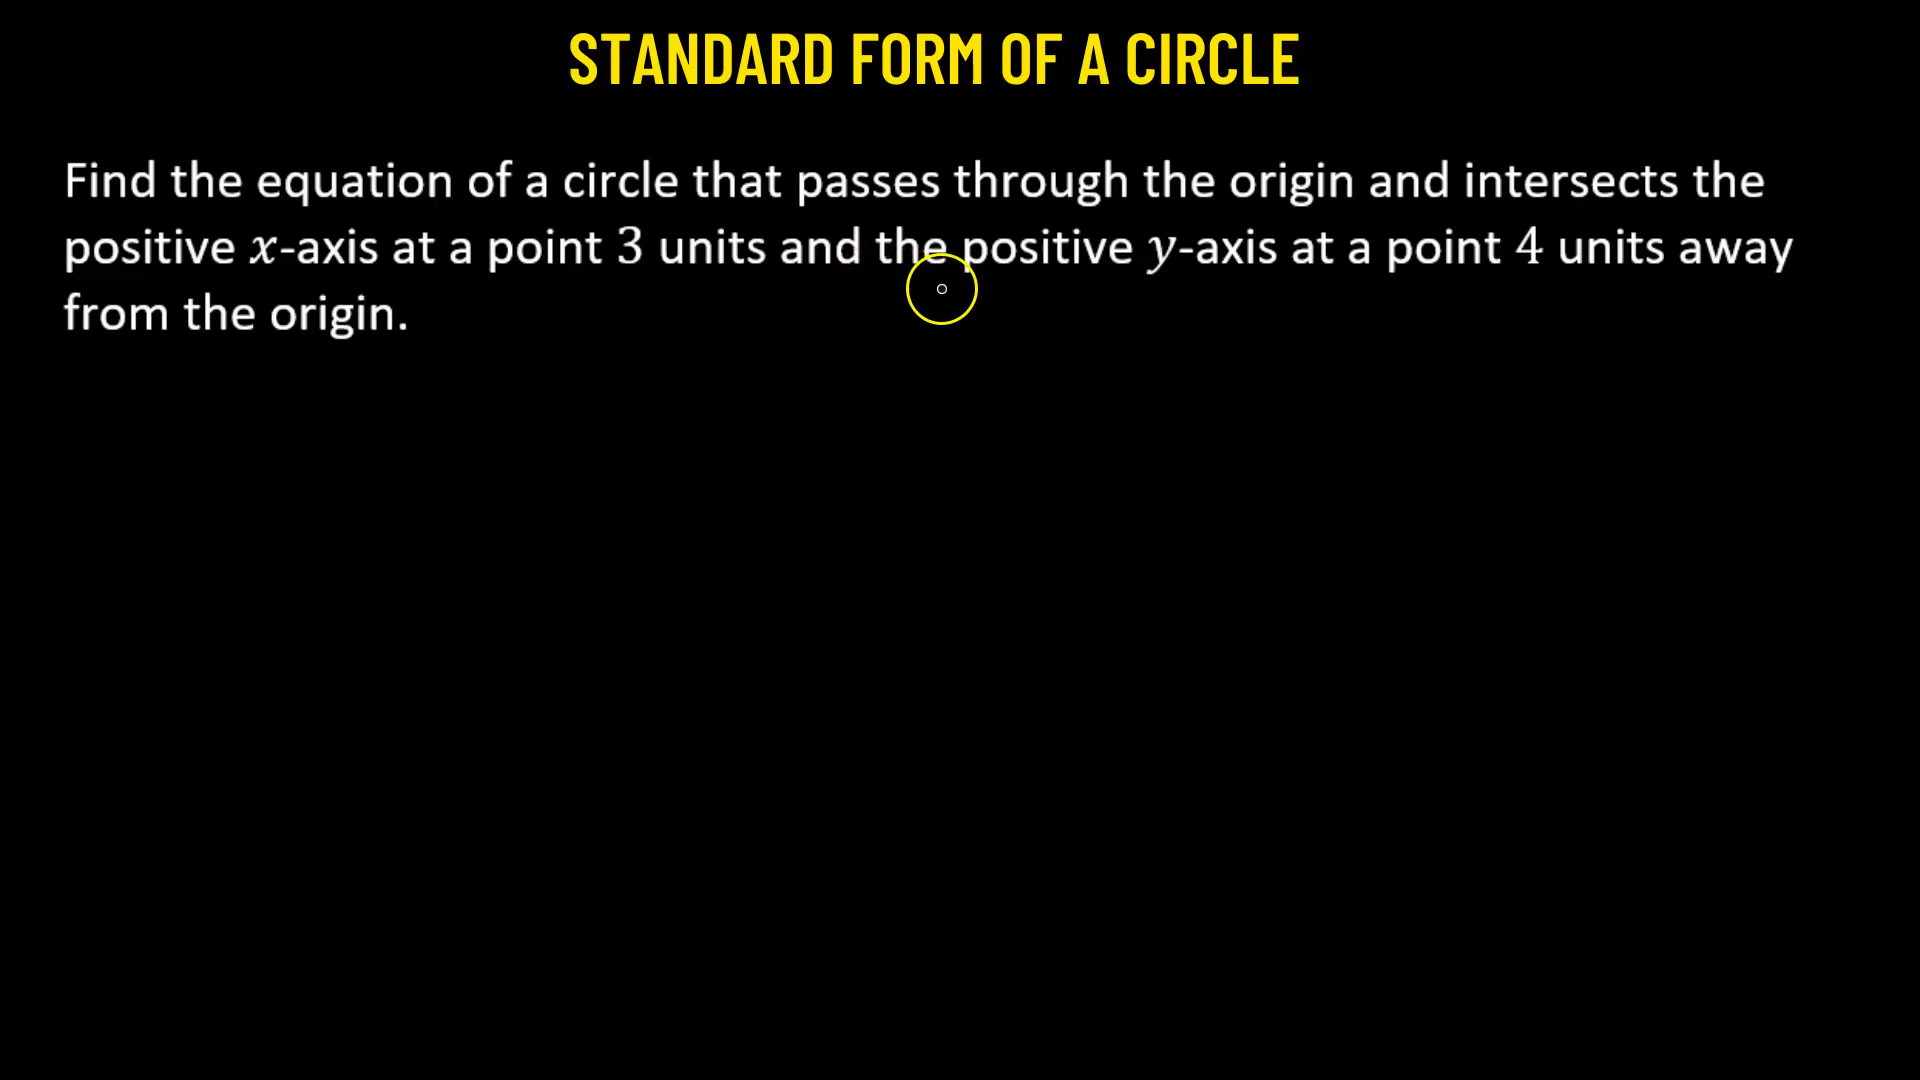 STANDARD FORM OF A CIRCLE
Find the equation of a circle that passes through the origin and intersects the
positive x-axis at a point 3 units and the positive y-axis at a point 4 units away
from the origin.